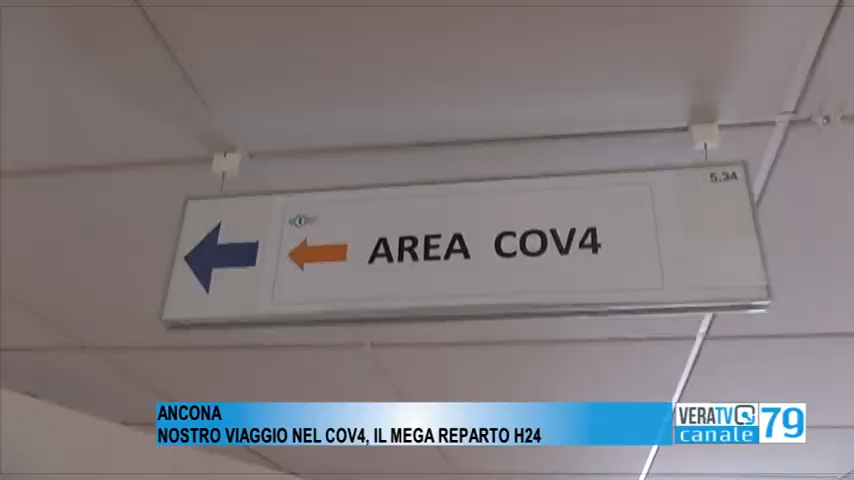 5.34
AREA COV4
ANCONA
NOSTRO VIAGGIO NEL COV4, IL MEGA REPARTO H24
VERATV
canale 79